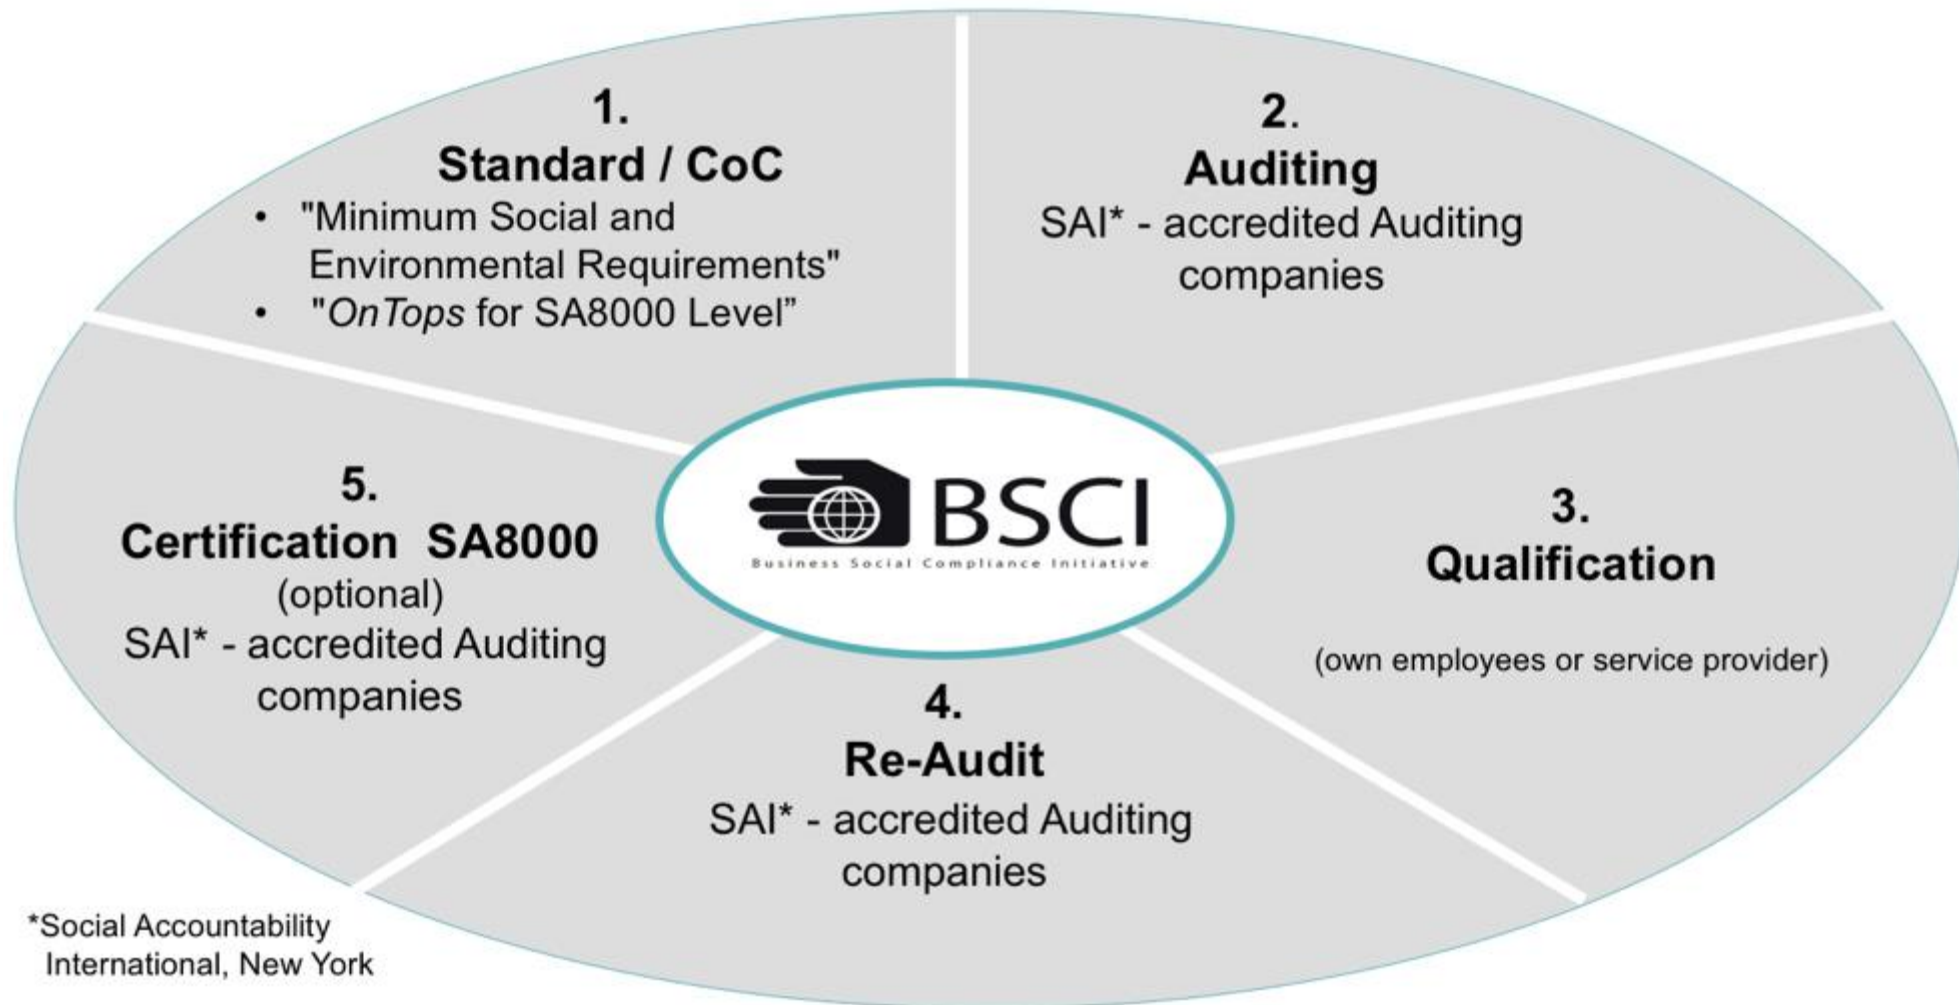 1.
Standard / CoC
• "Minimum Social and
Environmental Requirements"
• "OnTops for SA8000 Level”
2.
Auditing
SAI* - accredited Auditing
companies
3.
Qualification
(own employees or service provider)
4.
Re-Audit
SAI* - accredited Auditing
companies
5.
Certification SA8000
(optional)
SAI* - accredited Auditing
companies
BSCI
Business Social Compliance Initiative
*Social Accountability
International, New York